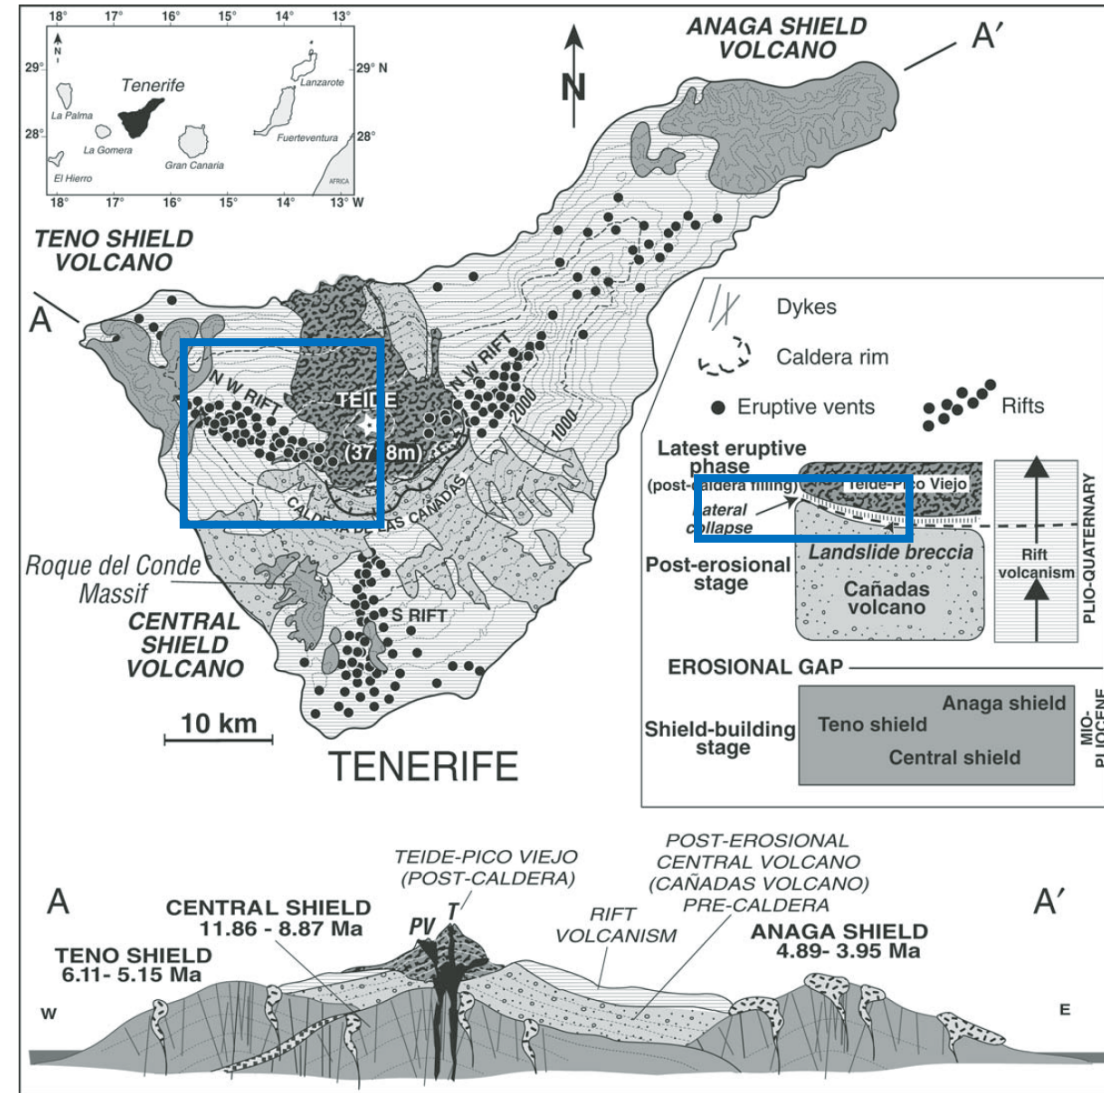 18°
17°
16°
15°
14°
13°
N
29°
29° N
28°
28°
Tenerife
Lanzarote
La Palma
La Gomera
Fuerteventura
Gran Canaria
El Hierro
AFRICA
18°
17°
16°
15°
14°
13° W
N
ANAGA SHIELD
VOLCANO
A′
TENO SHIELD
VOLCANO
A
N W RIFT
N W RIFT
TEIDE
2000
1000
CALDERA DE LAS CAÑADAS
Roque del Conde
Massif
CENTRAL
SHIELD
VOLCANO
S RIFT
10 km
TENERIFE
Dykes
Caldera rim
Eruptive vents
Rifts
Latest eruptive
phase
(post-caldera filling)
Teide-Pico Viejo
Lateral
collapse
Landslide breccia
Post-erosional
stage
Cañadas
volcano
Rift
volcanism
PLIO-QUATERNARY
EROSIONAL GAP
Shield-building
stage
Anaga shield
Teno shield
Central shield
MIO-
PLIOCENE
A
A′
TEIDE-PICO VIEJO
(POST-CALDERA)
POST-EROSIONAL
CENTRAL VOLCANO
(CAÑADAS VOLCANO)
PRE-CALDERA
CENTRAL SHIELD
11.86 - 8.87 Ma
PV
T
RIFT
VOLCANISM
ANAGA SHIELD
4.89- 3.95 Ma
TENO SHIELD
6.11- 5.15 Ma
W
E